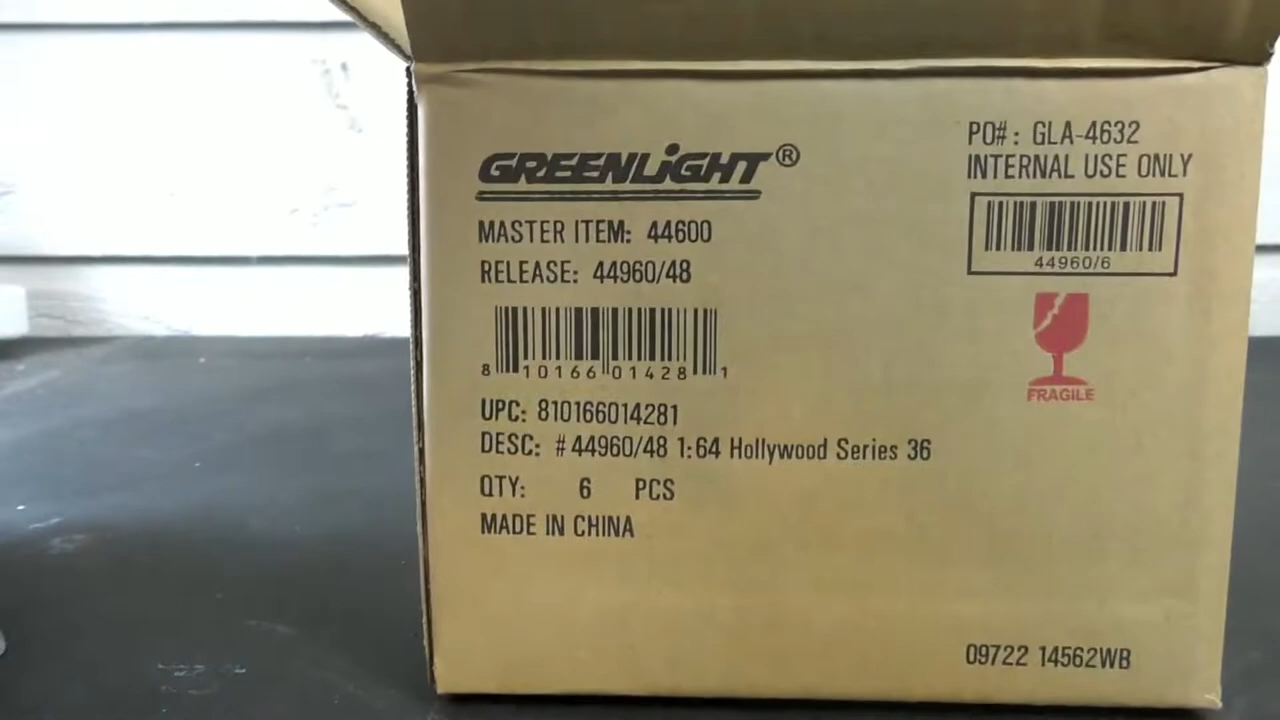 GREENLiGHT®
MASTER ITEM: 44600
RELEASE: 44960/48
8 10166 01428 1
UPC: 810166014281
DESC: #44960/48 1:64 Hollywood Series 36
QTY: 6 PCS
MADE IN CHINA
PO#: GLA-4632
INTERNAL USE ONLY
44960/6
FRAGILE
09722 14562WB